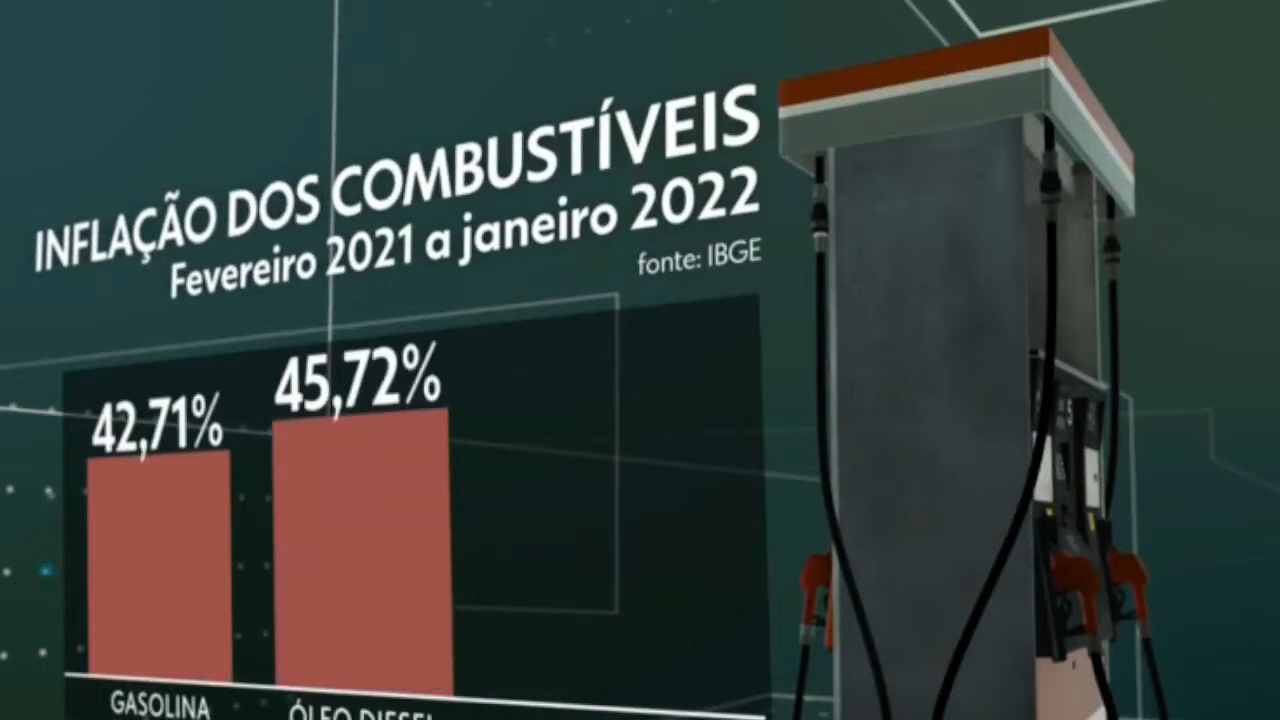 INFLAÇÃO DOS COMBUSTÍVEIS
Fevereiro 2021 a janeiro 2022
fonte: IBGE
42,71%
45,72%
GASOLINA
ÓLEO DIESEL